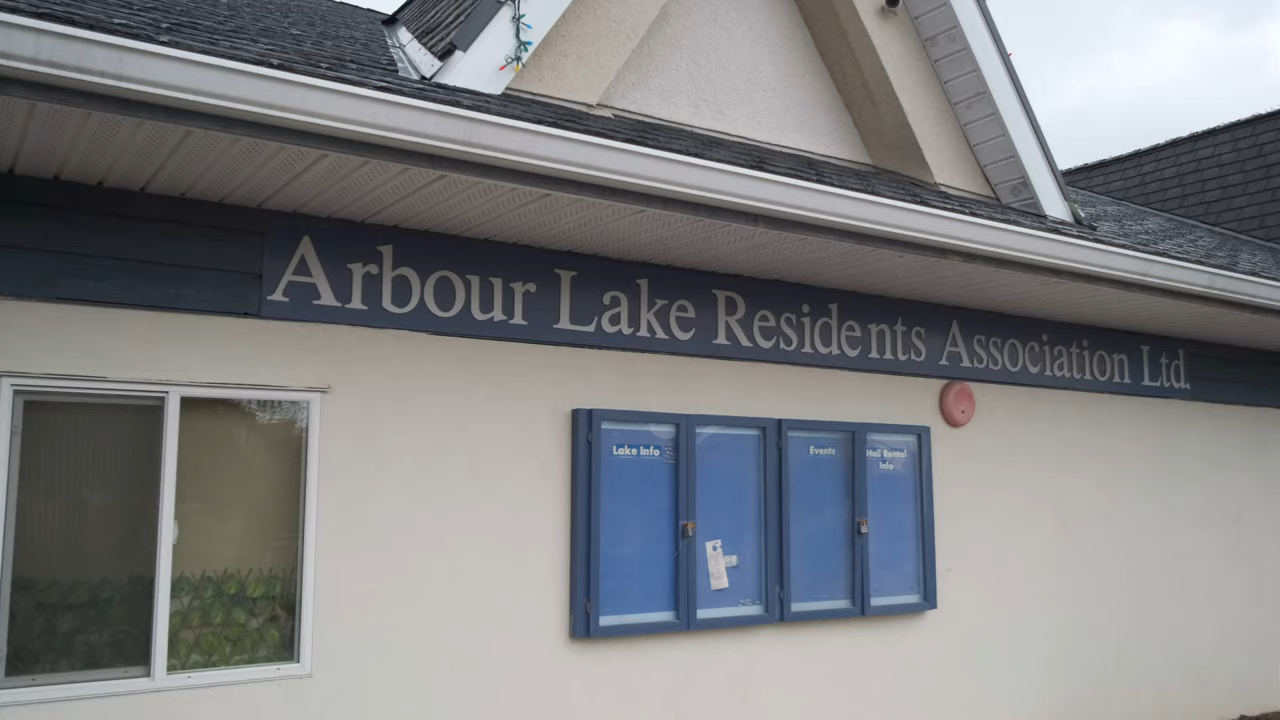 Arbour Lake Residents Association Ltd.
Lake Info
Events
Hall Rental
Info